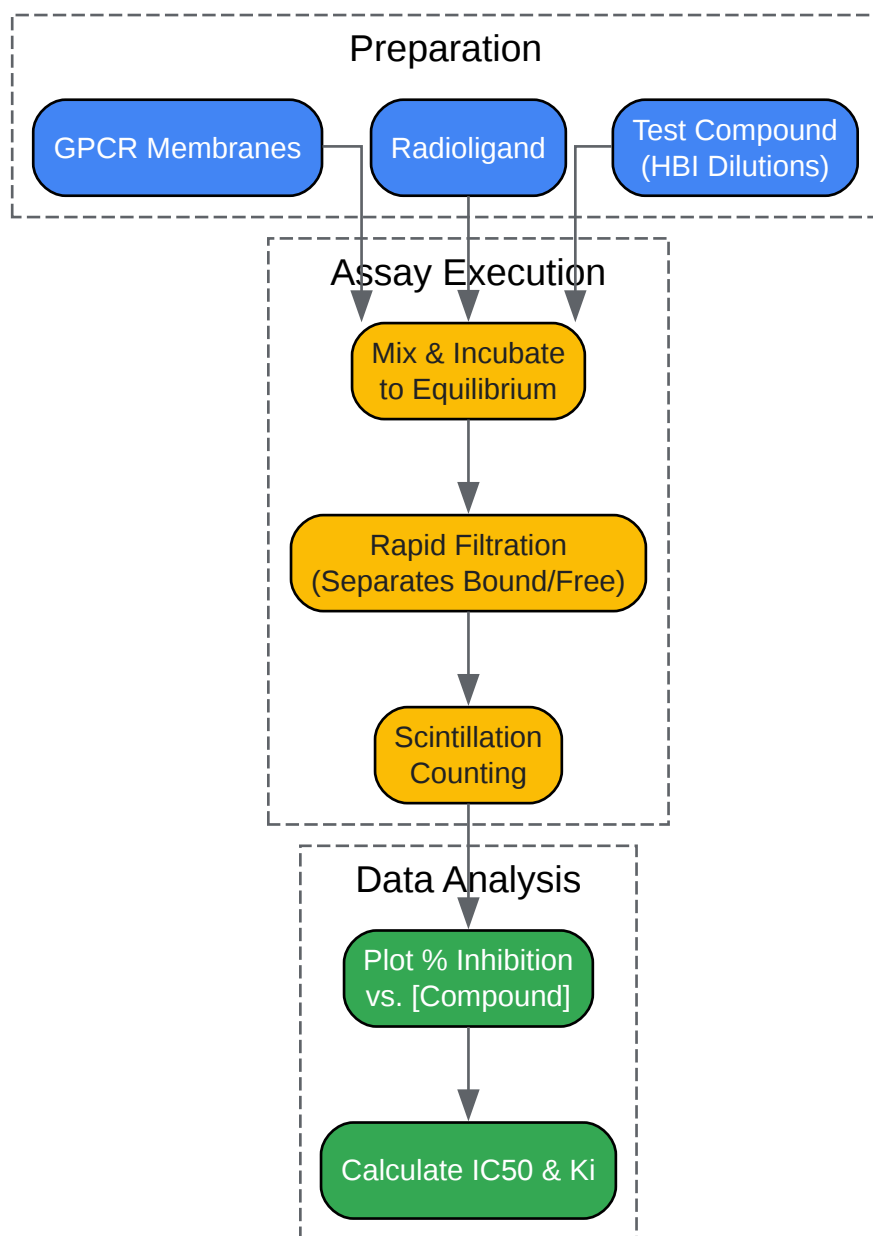 Preparation
GPCR Membranes
Radioligand
Test Compound
(HBI Dilutions)
Assay Execution
Mix & Incubate
to Equilibrium
Rapid Filtration
(Separates Bound/Free)
Scintillation
Counting
Data Analysis
Plot % Inhibition
vs. [Compound]
Calculate IC50 & Ki